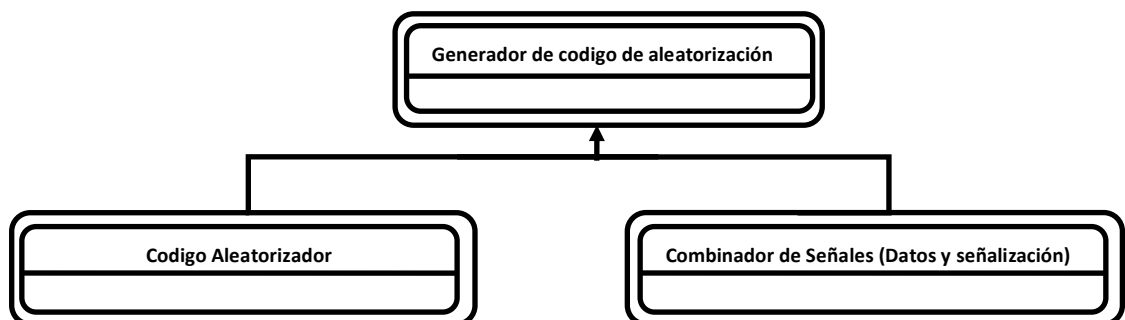 Generador de codigo de aleatorización
Codigo Aleatorizador
Combinador de Señales (Datos y señalización)